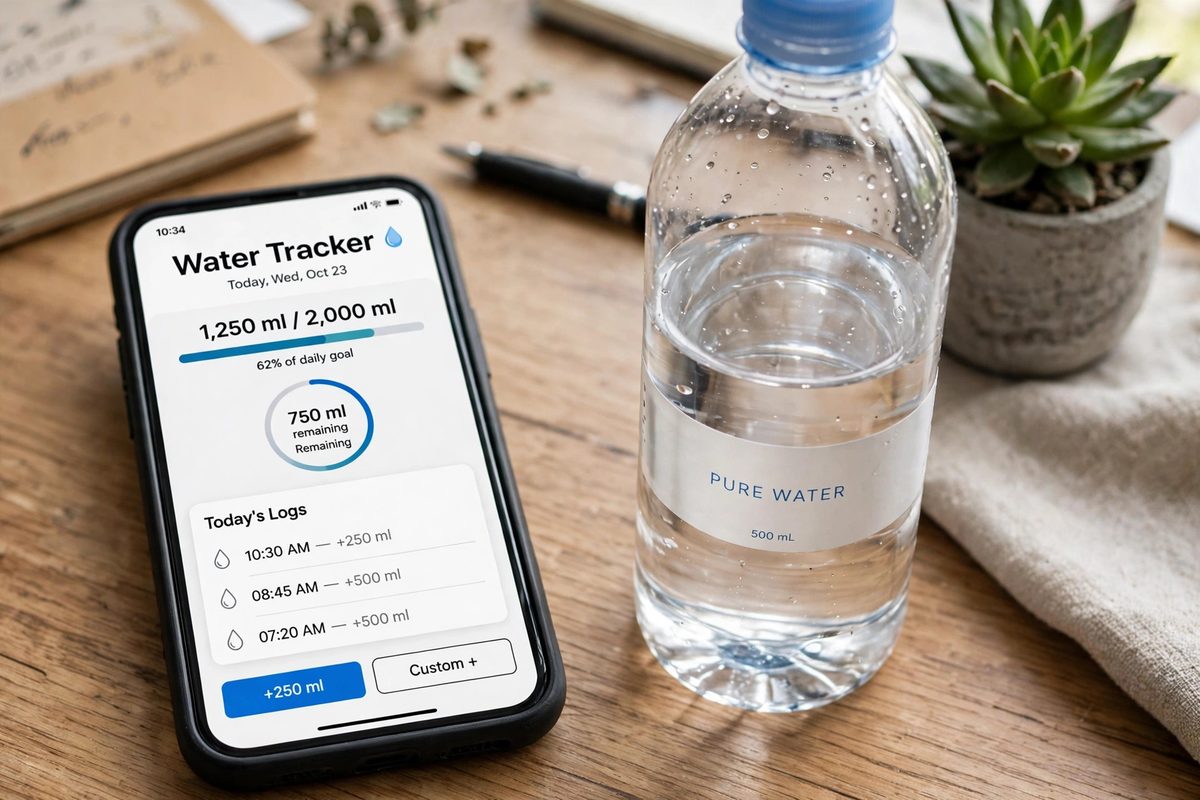 10:34
Water Tracker
Today, Wed, Oct 23
1,250 ml / 2,000 ml
62% of daily goal
750 ml
remaining
Remaining
Today's Logs
10:30 AM — +250 ml
08:45 AM — +500 ml
07:20 AM — +500 ml
+250 ml
Custom +
PURE WATER
500 mL